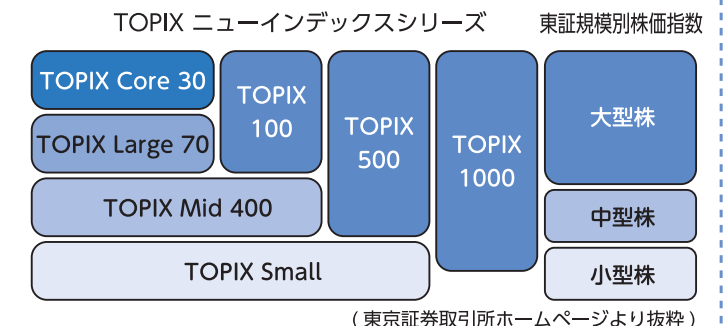 TOPIX ニューインデックスシリーズ
東証規模別株価指数
TOPIX Core 30
TOPIX Large 70
TOPIX Mid 400
TOPIX Small
TOPIX
100
TOPIX
500
TOPIX
1000
大型株
中型株
小型株
(東京証券取引所ホームページより抜粋)